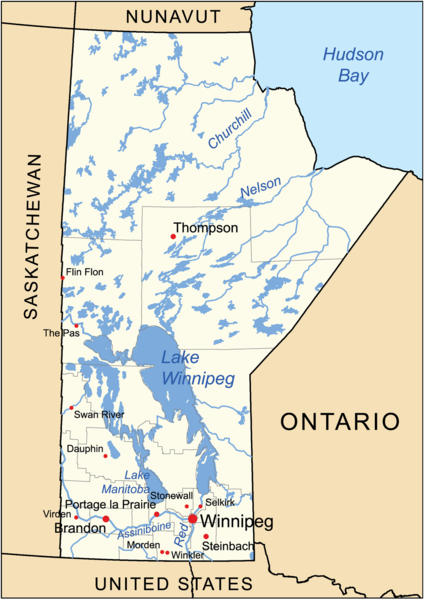 NUNAVUT
Hudson
Bay
Churchill
Nelson
SASKATCHEWAN
Thompson
Flin Flon
The Pas
Lake
Winnipeg
Swan River
ONTARIO
Dauphin
Lake
Manitoba
Stonewall
Selkirk
Portage la Prairie
Virden
Brandon
Assiniboine
Red
Winnipeg
Steinbach
Morden
Winkler
UNITED STATES